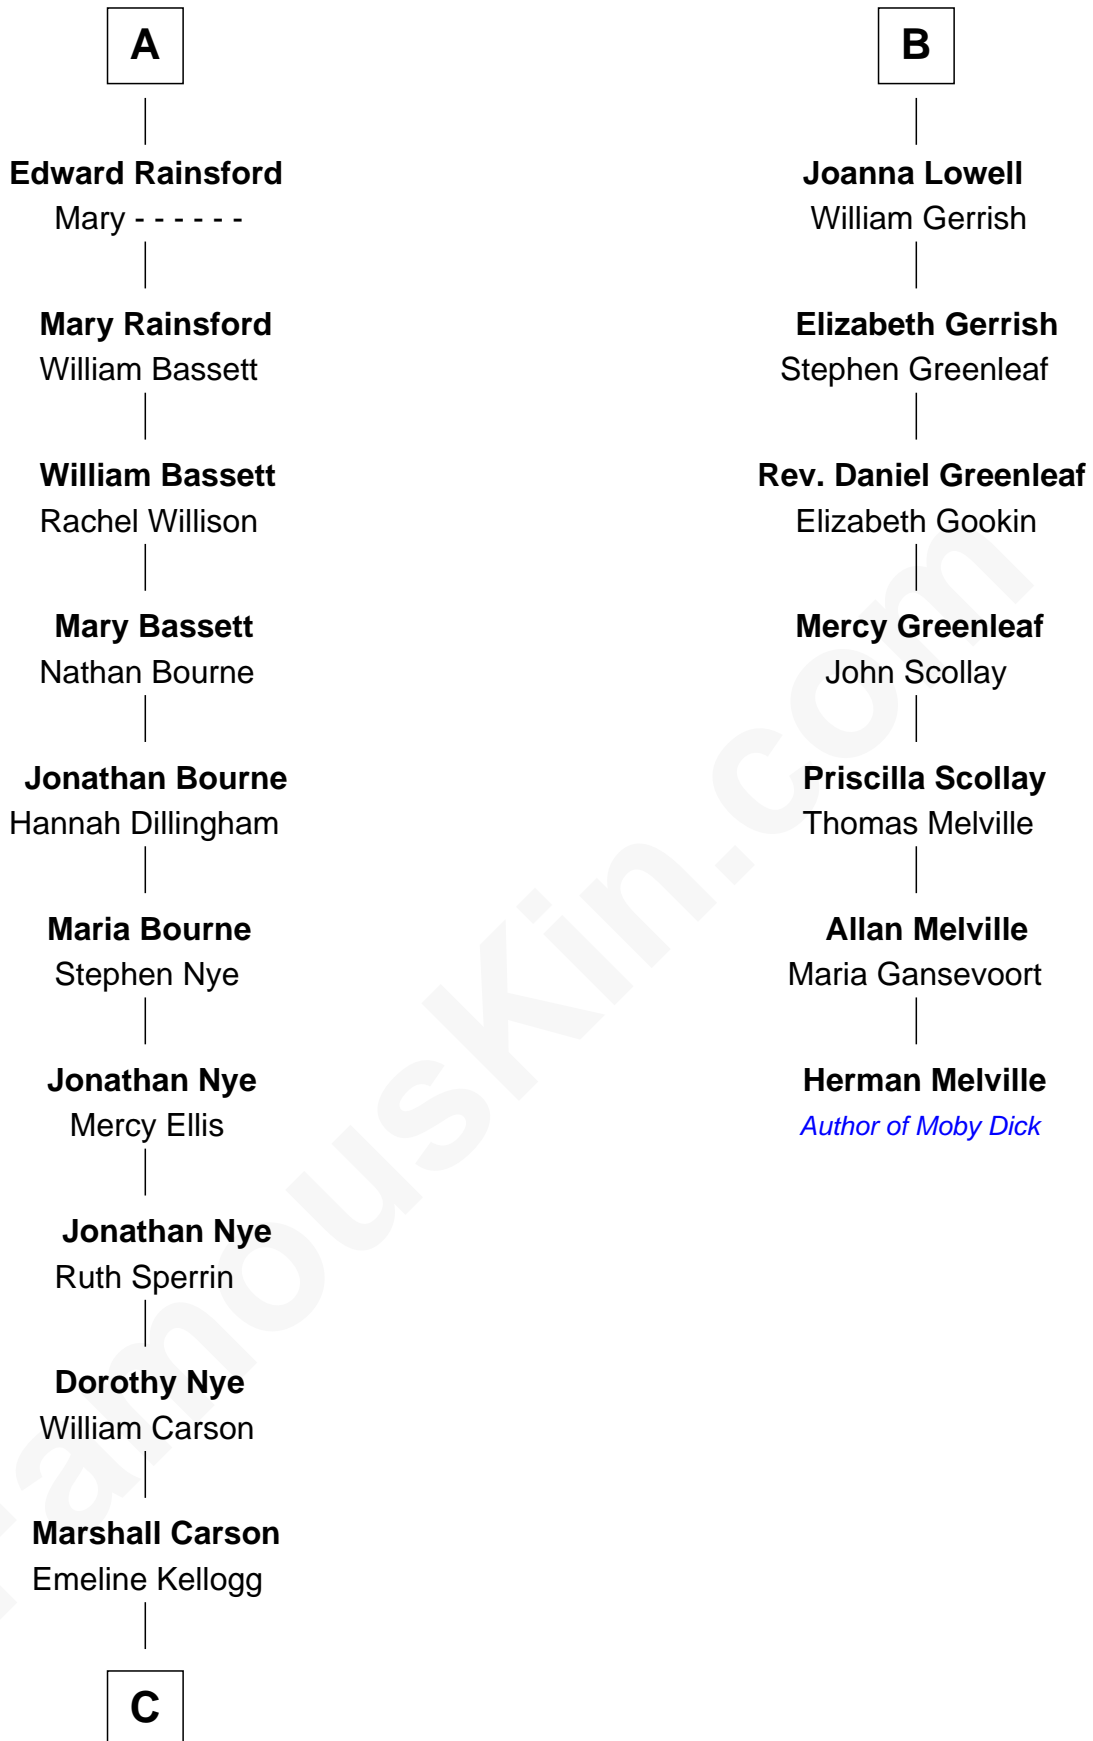 A
Edward Rainsford
Mary - - - - - -
Mary Rainsford
William Bassett
William Bassett
Rachel Willison
Mary Bassett
Nathan Bourne
Jonathan Bourne
Hannah Dillingham
Maria Bourne
Stephen Nye
Jonathan Nye
Mercy Ellis
Jonathan Nye
Ruth Sperrin
Dorothy Nye
William Carson
Marshall Carson
Emeline Kellogg
C
B
Joanna Lowell
William Gerrish
Elizabeth Gerrish
Stephen Greenleaf
Rev. Daniel Greenleaf
Elizabeth Gookin
Mercy Greenleaf
John Scollay
Priscilla Scollay
Thomas Melville
Allan Melville
Maria Gansevoort
Herman Melville
Author of Moby Dick
FamousKin.com